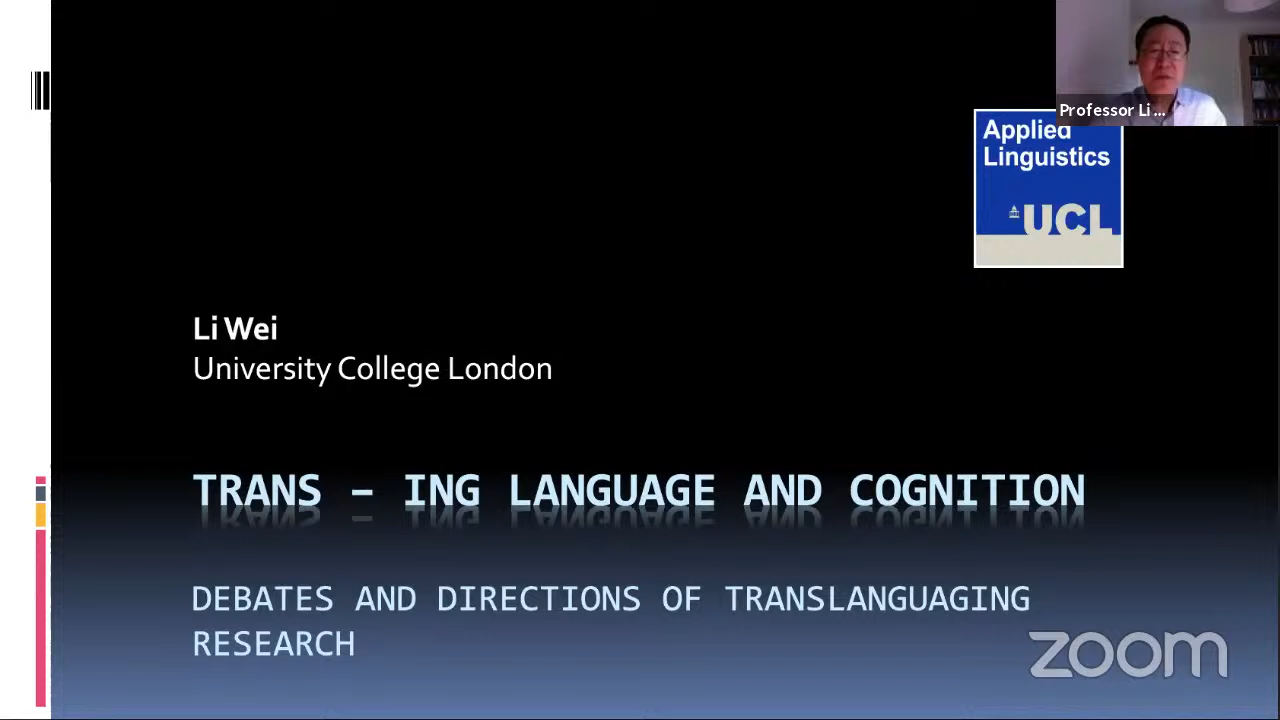 Professor Li ...
Applied
Linguistics
UCL
Li Wei
University College London
TRANS – ING LANGUAGE AND COGNITION
DEBATES AND DIRECTIONS OF TRANSLANGUAGING
RESEARCH
zoom